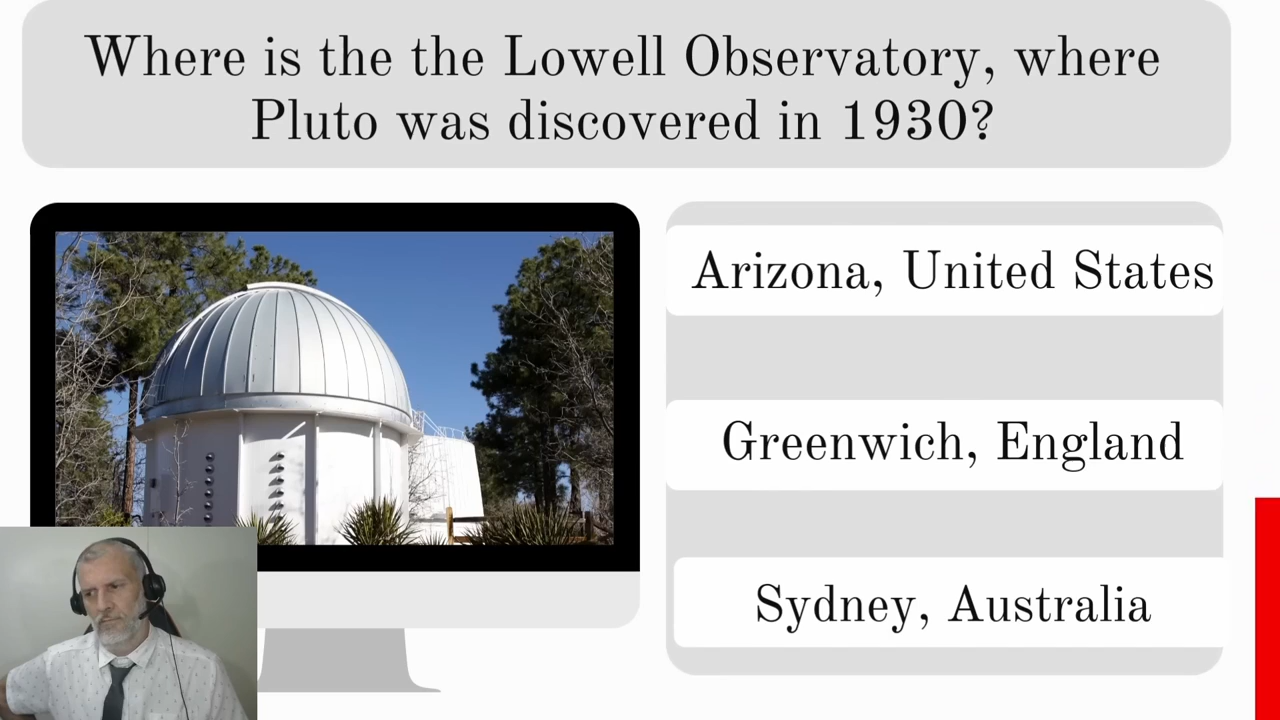 Where is the the Lowell Observatory, where
Pluto was discovered in 1930?
Arizona, United States
Greenwich, England
Sydney, Australia